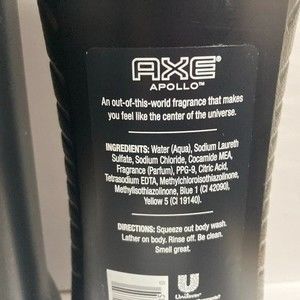 AXE
APOLLO™
An out-of-this-world fragrance that makes
you feel like the center of the universe.
INGREDIENTS: Water (Aqua), Sodium Laureth
Sulfate, Sodium Chloride, Cocamide MEA,
Fragrance (Parfum), PPG-9, Citric Acid,
Tetrasodium EDTA, Methylchloroisothiazolinone,
Methylisothiazolinone, Blue 1 (CI 42090),
Yellow 5 (CI 19140).
DIRECTIONS: Squeeze out body wash.
Lather on body. Rinse off. Be clean.
Smell great.
Unilever